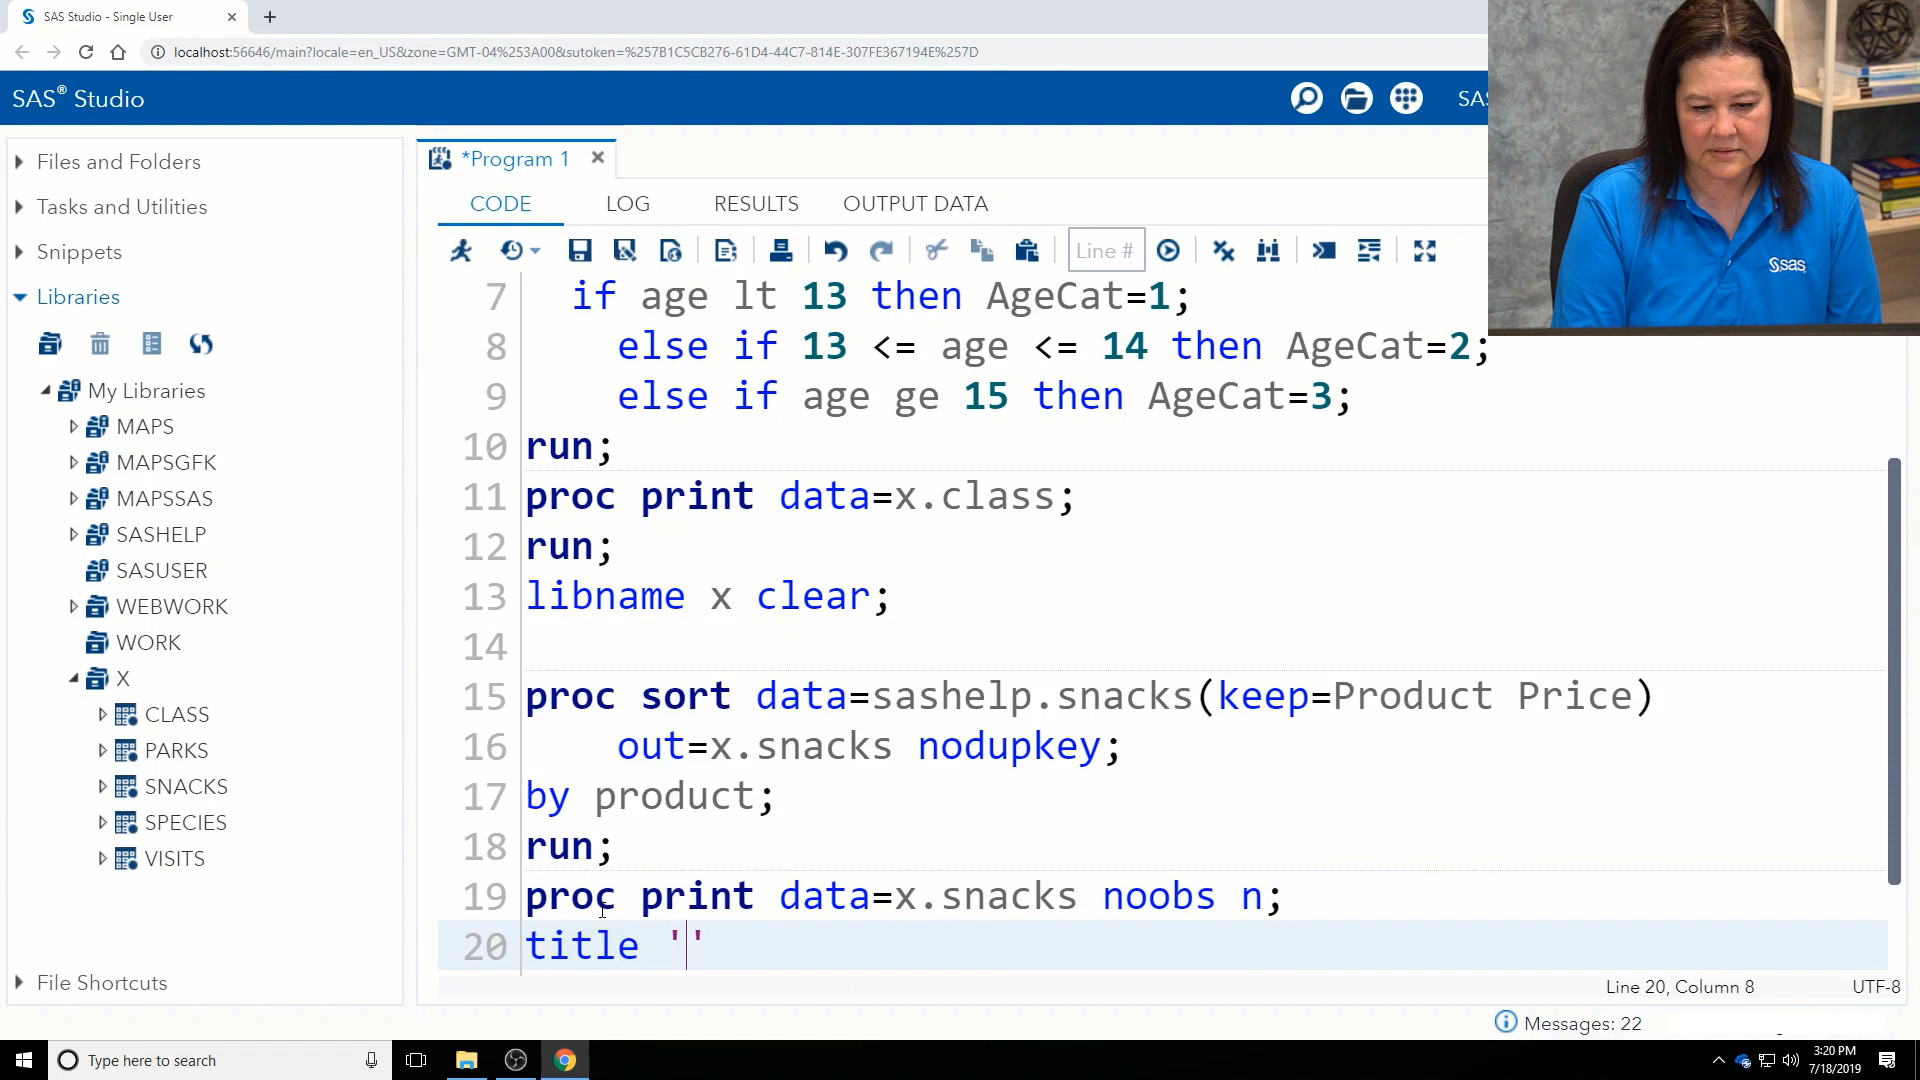 SAS Studio - Single User
localhost:56646/main?locale=en_US&zone=GMT-04%253A00&sutoken=%257B1C5CB276-61D4-44C7-814E-307FE367194E%257D
SAS® Studio
SAS
Files and Folders
Tasks and Utilities
Snippets
Libraries
My Libraries
MAPS
MAPSGFK
MAPSSAS
SASHELP
SASUSER
WEBWORK
WORK
X
CLASS
PARKS
SNACKS
SPECIES
VISITS
File Shortcuts
*Program 1
CODE LOG RESULTS OUTPUT DATA
Line #
7 if age lt 13 then AgeCat=1;
8 else if 13 <= age <= 14 then AgeCat=2;
9 else if age ge 15 then AgeCat=3;
10 run;
11 proc print data=x.class;
12 run;
13 libname x clear;
14
15 proc sort data=sashelp.snacks(keep=Product Price)
16 out=x.snacks nodupkey;
17 by product;
18 run;
19 proc print data=x.snacks noobs n;
20 title ''
Line 20, Column 8 UTF-8
Messages: 22
sas
Type here to search
3:20 PM
7/18/2019